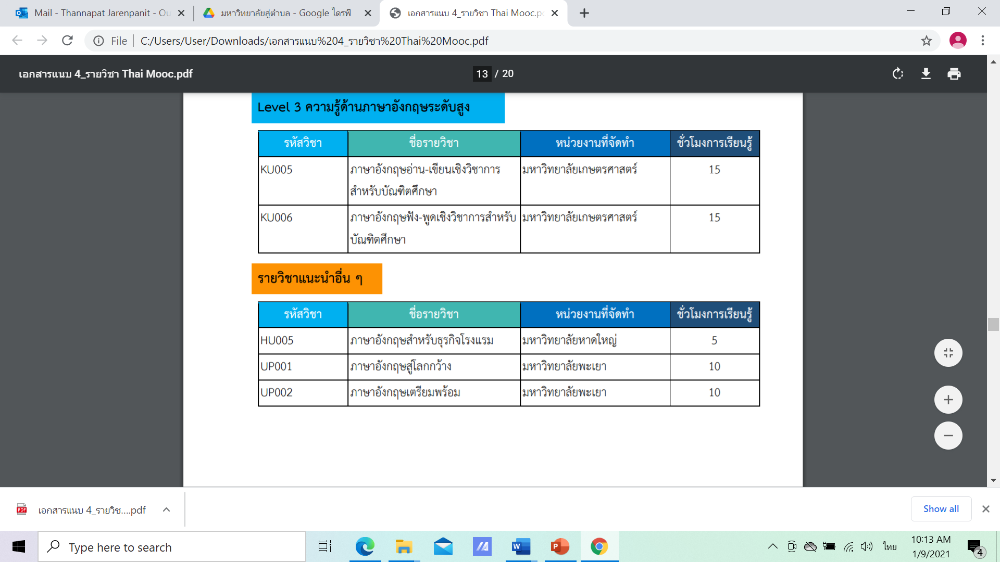 Mail - Thannapat Jarenpanit - Ou
มหาวิทยาลัยสู่ตำบล - Google ไดรฟ์
เอกสารแนบ 4_รายวิชา Thai Mooc.p
File
C:/Users/User/Downloads/เอกสารแนบ%204_รายวิชา%20Thai%20Mooc.pdf
เอกสารแนบ 4_รายวิชา Thai Mooc.pdf
13 / 20
Level 3 ความรู้ด้านภาษาอังกฤษระดับสูง
รหัสวิชา ชื่อรายวิชา หน่วยงานที่จัดทำ ชั่วโมงการเรียนรู้
KU005 ภาษาอังกฤษอ่าน-เขียนเชิงวิชาการ มหาวิทยาลัยเกษตรศาสตร์ 15
สำหรับบัณฑิตศึกษา
KU006 ภาษาอังกฤษฟัง-พูดเชิงวิชาการสำหรับ มหาวิทยาลัยเกษตรศาสตร์ 15
บัณฑิตศึกษา
รายวิชาแนะนำอื่น ๆ
รหัสวิชา ชื่อรายวิชา หน่วยงานที่จัดทำ ชั่วโมงการเรียนรู้
HU005 ภาษาอังกฤษสำหรับธุรกิจโรงแรม มหาวิทยาลัยหาดใหญ่ 5
UP001 ภาษาอังกฤษสู่โลกกว้าง มหาวิทยาลัยพะเยา 10
UP002 ภาษาอังกฤษเตรียมพร้อม มหาวิทยาลัยพะเยา 10
PDF
เอกสารแนบ 4_รายวิช....pdf
Show all
Type here to search
ไทย
10:13 AM
1/9/2021
4